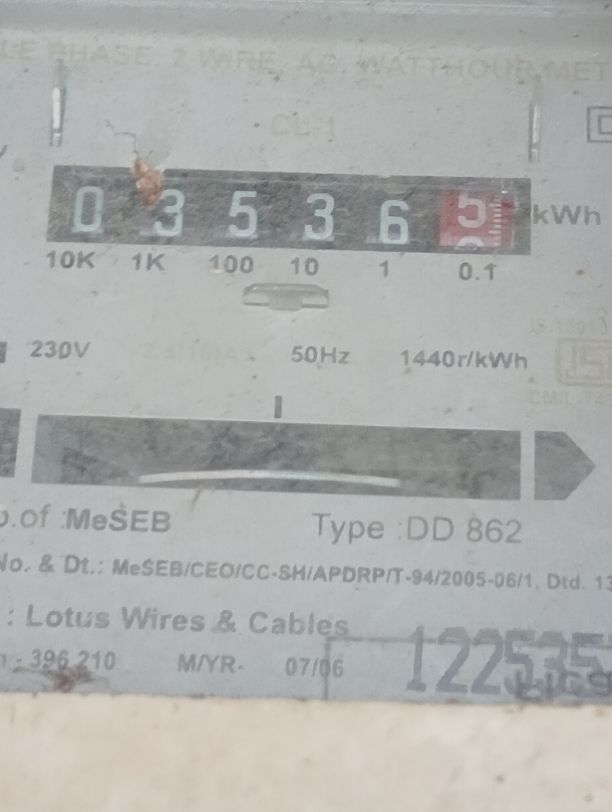 LE PHASE, 2 WIRE, AC, WATTHOUR MET
CL-1
0 3 5 3 6 5 kWh
10K 1K 100 10 1 0.1
230V 50Hz 1440r/kWh
.of :MeSEB Type :DD 862
No. & Dt.: MeSEB/CEO/CC-SH/APDRP/T-94/2005-06/1. Dtd. 13
: Lotus Wires & Cables
- 396 210 M/YR- 07/06 122535